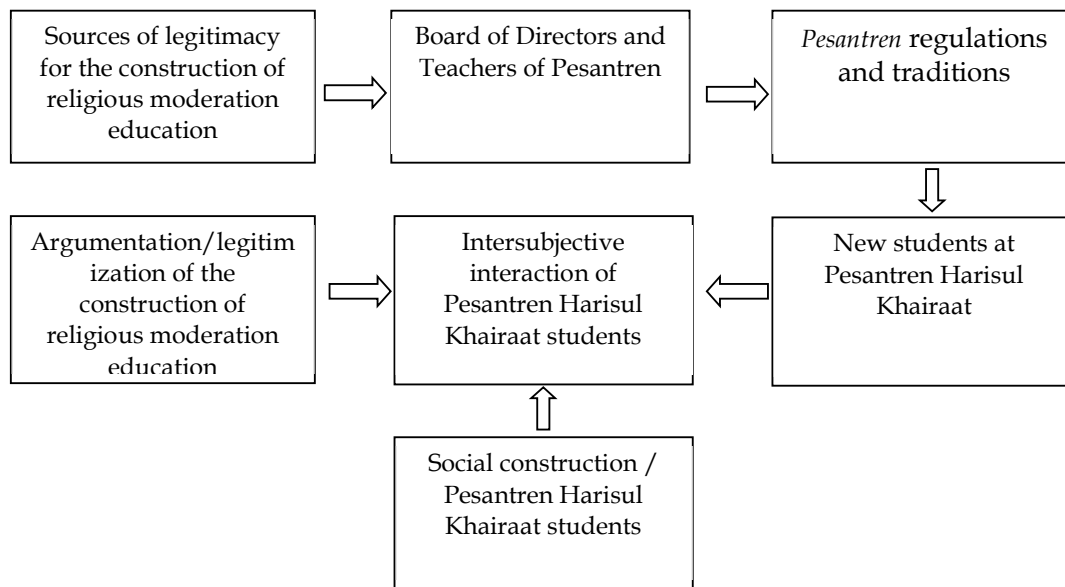 Sources of legitimacy
for the construction of
religious moderation
education
Board of Directors and
Teachers of Pesantren
Pesantren regulations
and traditions
Argumentation/legitim
ization of the
construction of
religious moderation
education
Intersubjective
interaction of
Pesantren Harisul
Khairaat students
New students at
Pesantren Harisul
Khairaat
Social construction /
Pesantren Harisul
Khairaat students